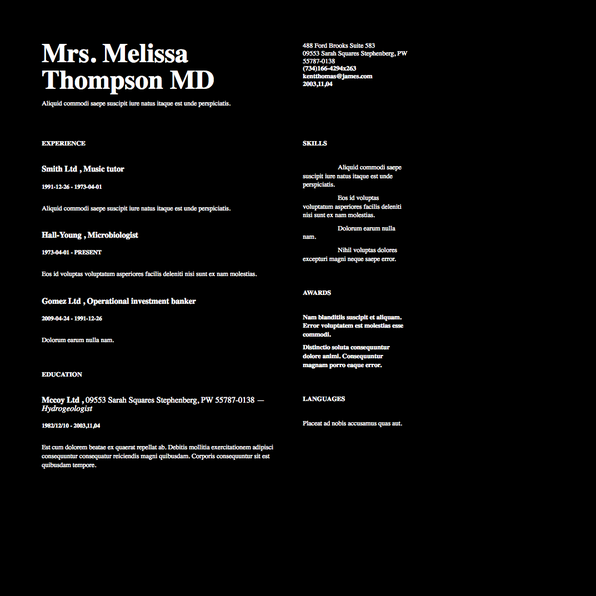 Mrs. Melissa
Thompson MD
Aliquid commodi saepe suscipit iure natus itaque est unde perspiciatis.
488 Ford Brooks Suite 583
09553 Sarah Squares Stephenberg, PW
55787-0138
(734)166-4294x263
kentthomas@james.com
2003,11,04
EXPERIENCE
Smith Ltd , Music tutor
1991-12-26 - 1973-04-01
Aliquid commodi saepe suscipit iure natus itaque est unde perspiciatis.
Hall-Young , Microbiologist
1973-04-01 - PRESENT
Eos id voluptas voluptatum asperiores facilis deleniti nisi sunt ex nam molestias.
Gomez Ltd , Operational investment banker
2009-04-24 - 1991-12-26
Dolorum earum nulla nam.
EDUCATION
Mccoy Ltd , 09553 Sarah Squares Stephenberg, PW 55787-0138 —
Hydrogeologist
1982/12/10 - 2003,11,04
Est cum dolorem beatae ex quaerat repellat ab. Debitis mollitia exercitationem adipisci
consequuntur consequatur reiciendis magni quibusdam. Corporis consequuntur sit est
quibusdam tempore.
SKILLS
Aliquid commodi saepe
suscipit iure natus itaque est unde
perspiciatis.
Eos id voluptas
voluptatum asperiores facilis deleniti
nisi sunt ex nam molestias.
Dolorum earum nulla
nam.
Nihil voluptas dolores
excepturi magni neque saepe error.
AWARDS
Nam blanditiis suscipit et aliquam.
Error voluptatem est molestias esse
commodi.
Distinctio soluta consequuntur
dolore animi. Consequuntur
magnam porro eaque error.
LANGUAGES
Placeat ad nobis accusamus quas aut.